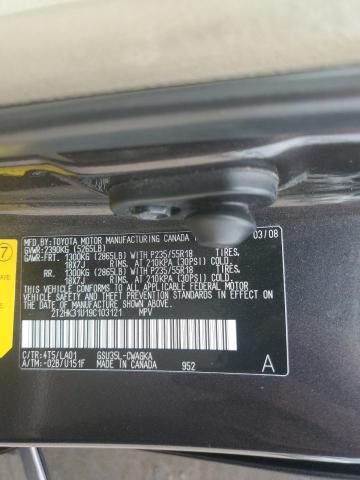 MFD.BY:TOYOTA MOTOR MANUFACTURING CANADA 03/08
GVWR:2390KG (5265LB)
GAWR:FRT. 1300KG (2865LB) WITH P235/55R18 TIRES,
18X7J RIMS, AT 210KPA (30PSI) COLD.
RR. 1300KG (2865LB) WITH P235/55R18 TIRES,
18X7J RIMS, AT 210KPA (30PSI) COLD.
THIS VEHICLE CONFORMS TO ALL APPLICABLE FEDERAL MOTOR
VEHICLE SAFETY STANDARDS IN EFFECT ON THE DATE OF
MANUFACTURE SHOWN ABOVE.
2T2HK31U19C103121 MPV
C/TR:4T5/LA01 GSU35L-CWAGKA
A/TM:-02B/U151F MADE IN CANADA 952 A
7